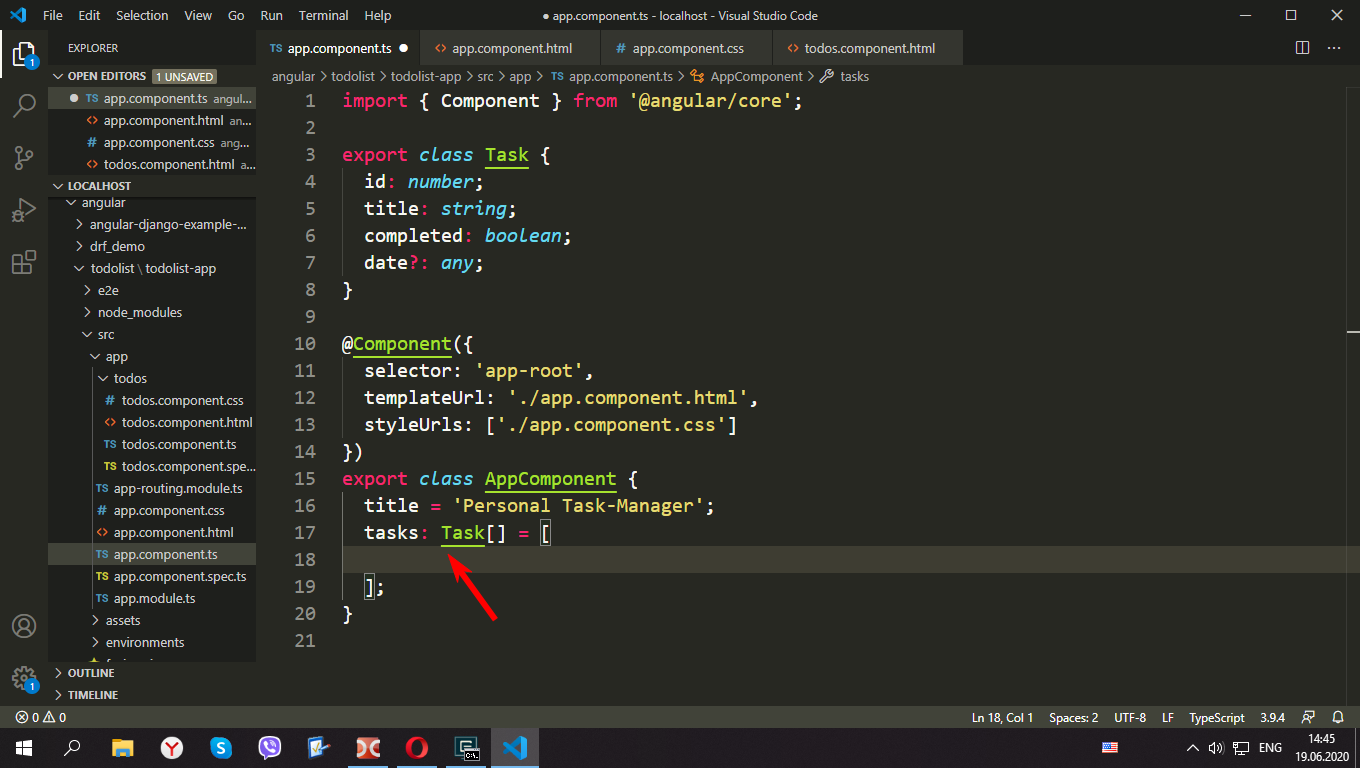 File Edit Selection View Go Run Terminal Help ● app.component.ts - localhost - Visual Studio Code
EXPLORER
OPEN EDITORS 1 UNSAVED
TS app.component.ts angul...
app.component.html an...
# app.component.css ang...
todos.component.html a...
LOCALHOST
angular
angular-django-example-...
drf_demo
todolist \ todolist-app
e2e
node_modules
src
app
todos
# todos.component.css
<> todos.component.html
TS todos.component.ts
TS todos.component.spe...
TS app-routing.module.ts
# app.component.css
<> app.component.html
TS app.component.ts
TS app.component.spec.ts
TS app.module.ts
assets
environments
OUTLINE
TIMELINE
TS app.component.ts ● <> app.component.html # app.component.css <> todos.component.html
angular > todolist > todolist-app > src > app > TS app.component.ts > AppComponent > tasks
1 import { Component } from '@angular/core';
2
3 export class Task {
4 id: number;
5 title: string;
6 completed: boolean;
7 date?: any;
8 }
9
10 @Component({
11 selector: 'app-root',
12 templateUrl: './app.component.html',
13 styleUrls: ['./app.component.css']
14 })
15 export class AppComponent {
16 title = 'Personal Task-Manager';
17 tasks: Task[] = [
18
19 ];
20 }
21
1
1
0 0 Ln 18, Col 1 Spaces: 2 UTF-8 LF TypeScript 3.9.4
ENG
14:45
19.06.2020